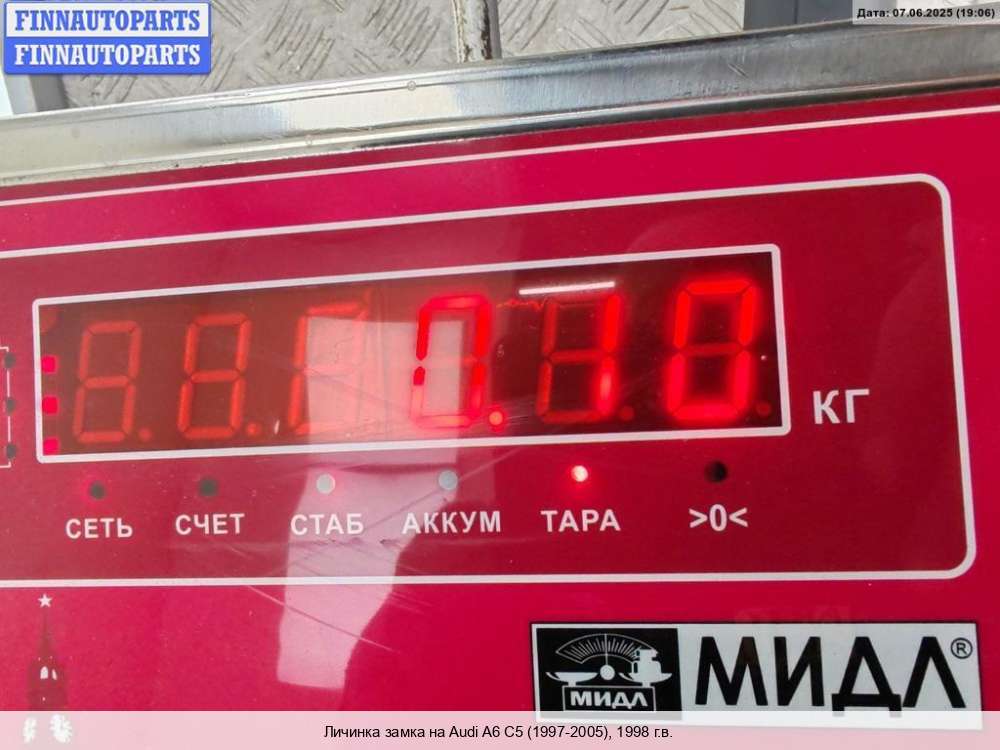 FINNAUTOPARTS
FINNAUTOPARTS
Дата: 07.06.2025 (19:06)
0.10
КГ
СЕТЬ СЧЕТ СТАБ АККУМ ТАРА >0<
МИДЛ
МИДЛ®
Личинка замка на Audi A6 C5 (1997-2005), 1998 г.в.